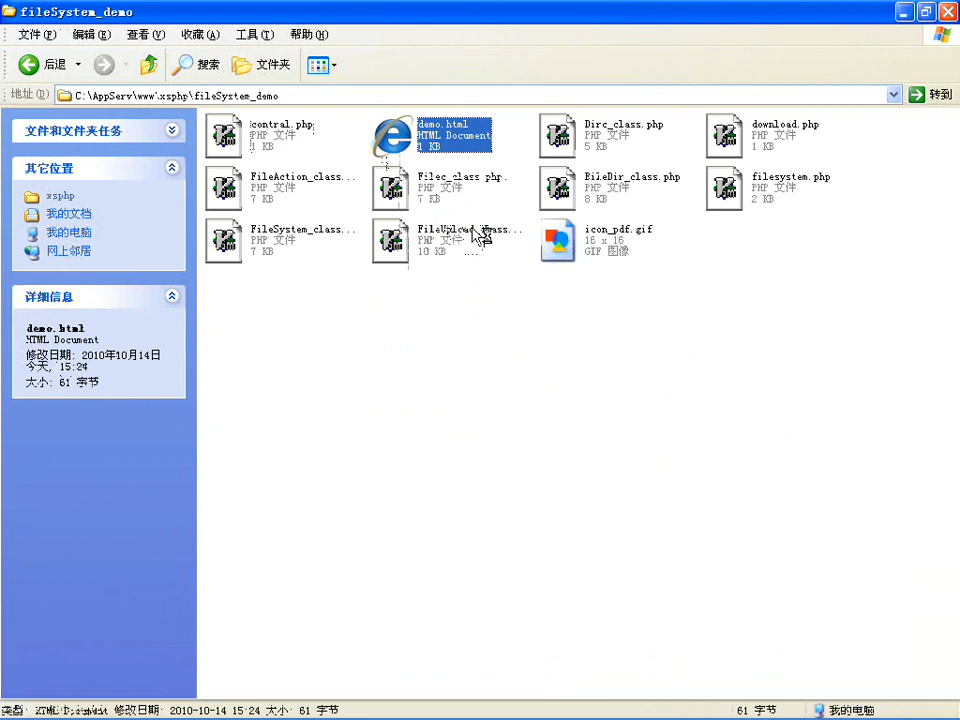 fileSystem_demo
文件(F) 编辑(E) 查看(V) 收藏(A) 工具(T) 帮助(H)
后退 搜索 文件夹
地址(D) C:\AppServ\www\xsphp\fileSystem_demo 转到
文件和文件夹任务
其它位置
xsphp
我的文档
我的电脑
网上邻居
详细信息
demo.html
HTML Document
修改日期: 2010年10月14日
今天, 15:24
大小: 61 字节
contral.php
PHP 文件
1 KB
demo.html
HTML Document
1 KB
Dirc_class.php
PHP 文件
5 KB
download.php
PHP 文件
1 KB
FileAction_class...
PHP 文件
7 KB
Filec_class.php
PHP 文件
7 KB
FileDir_class.php
PHP 文件
8 KB
filesystem.php
PHP 文件
2 KB
FileSystem_class...
PHP 文件
7 KB
PHP 文件
10 KB
icon_pdf.gif
16 x 16
GIF 图像
类型: HTML Document 修改日期: 2010-10-14 15:24 大小: 61 字节
61 字节
我的电脑